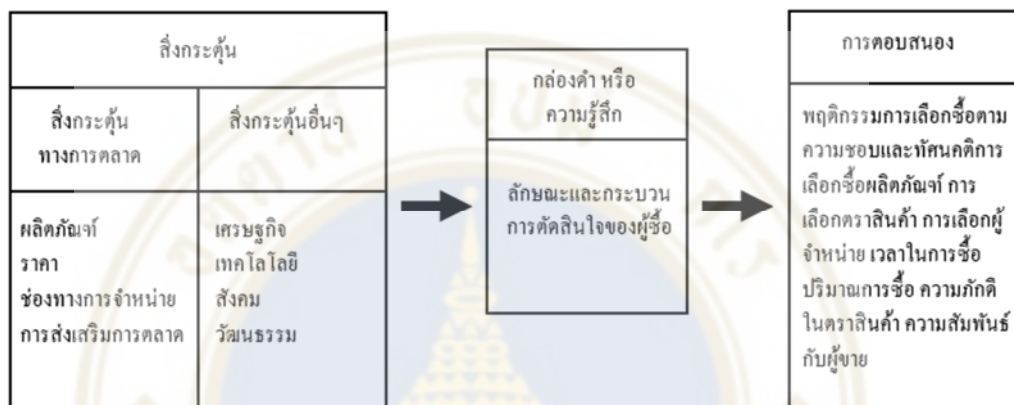 สิ่งกระตุ้น
สิ่งกระตุ้น
ทางการตลาด
สิ่งกระตุ้นอื่นๆ
ผลิตภัณฑ์
ราคา
ช่องทางการจำหน่าย
การส่งเสริมการตลาด
เศรษฐกิจ
เทคโลโลยี
สังคม
วัฒนธรรม
กล่องคำ หรือ
ความรู้สึก
ลักษณะและกระบวน
การตัดสินใจของผู้ซื้อ
การตอบสนอง
พฤติกรรมการเลือกซื้อตาม
ความชอบและทัศนคติการ
เลือกซื้อผลิตภัณฑ์ การ
เลือกตราสินค้า การเลือกผู้
จำหน่าย เวลาในการซื้อ
ปริมาณการซื้อ ความภักดี
ในตราสินค้า ความสัมพันธ์
กับผู้ขาย